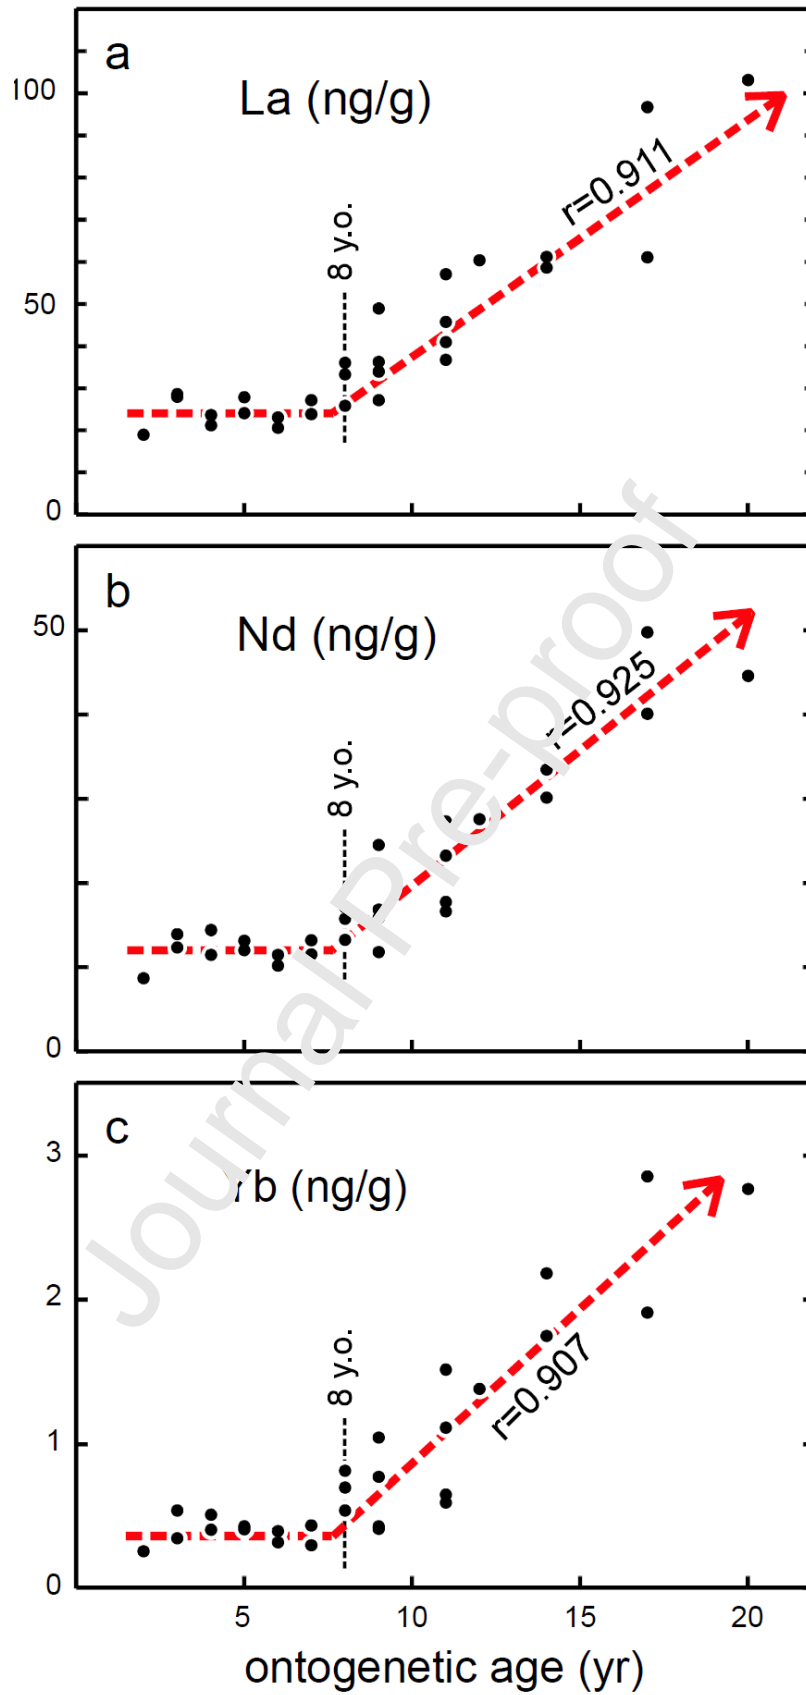 a
La (ng/g)
100
50
0
8 y.o.
r=0.911
b
Nd (ng/g)
50
0
8 y.o.
r=0.925
Journal Pre-proof
c
Yb (ng/g)
3
2
1
0
8 y.o.
r=0.907
5 10 15 20
ontogenetic age (yr)